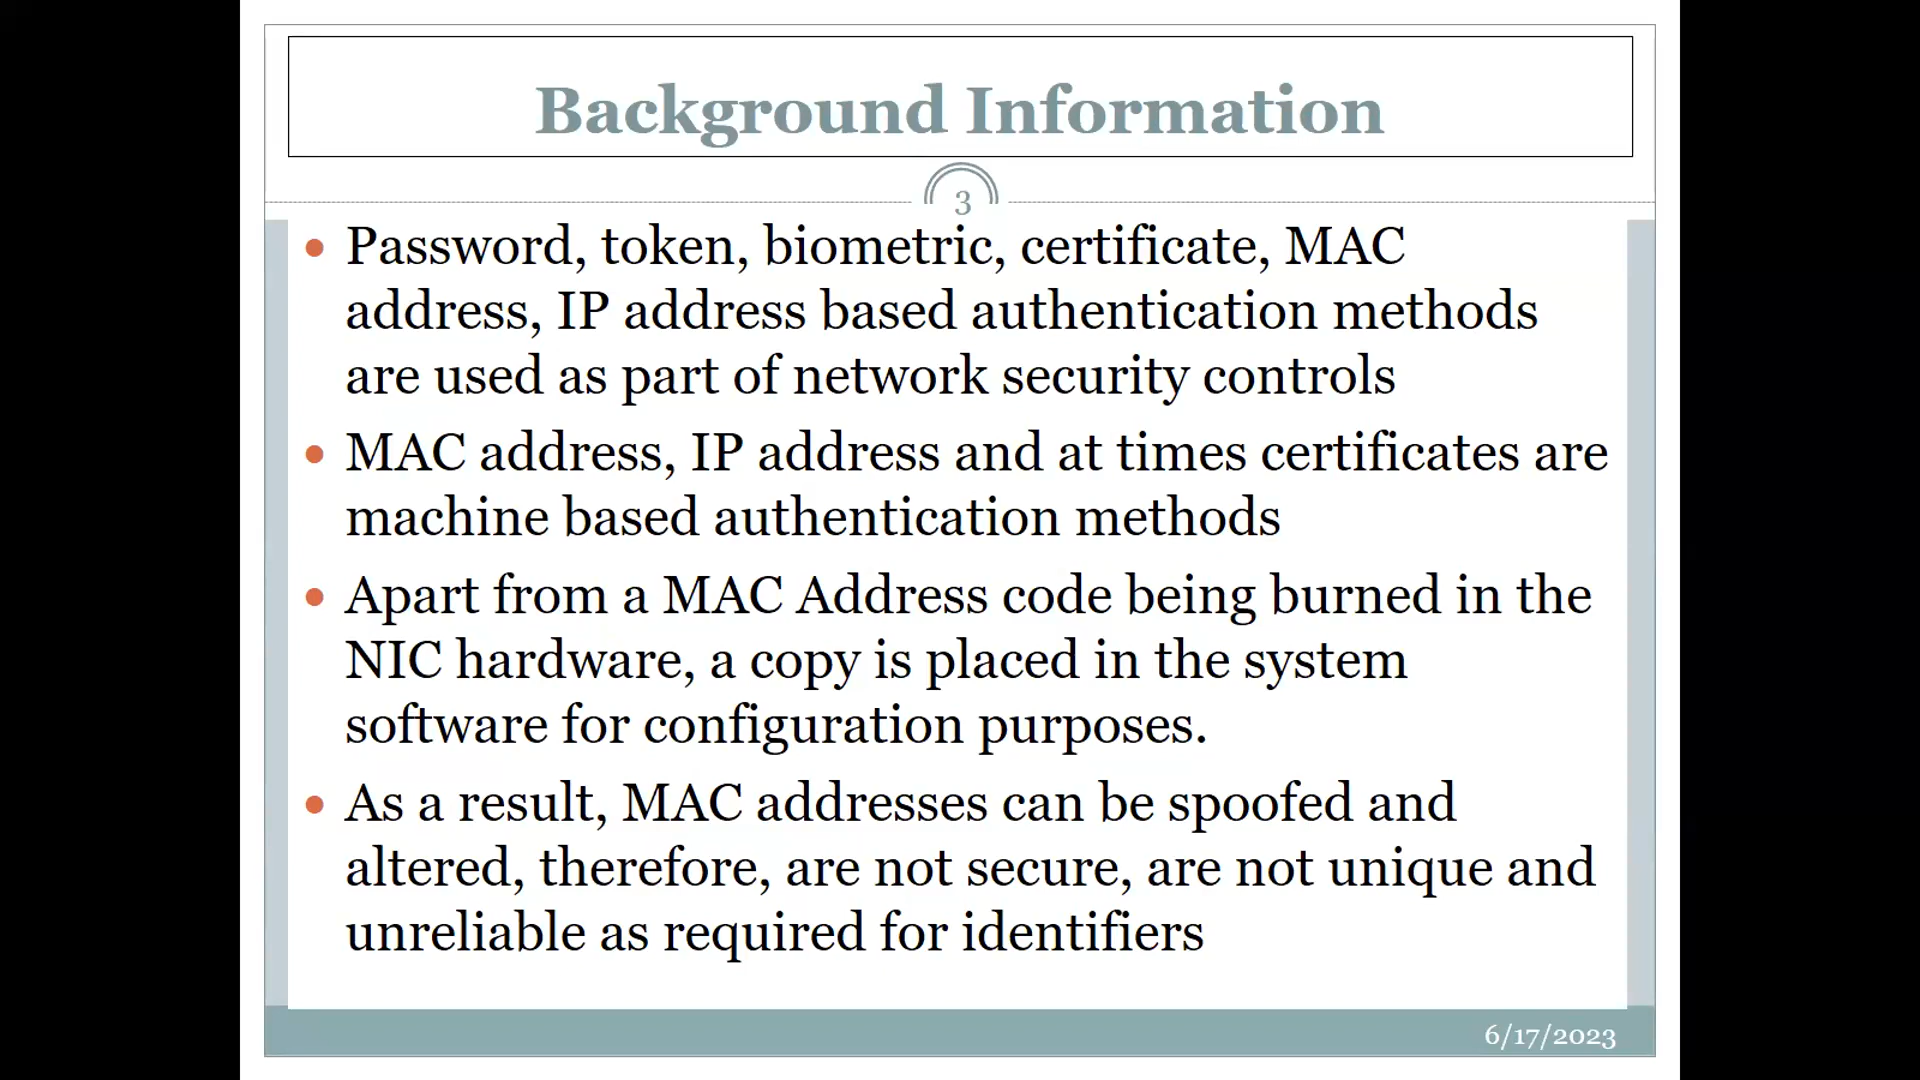 Background Information
3
• Password, token, biometric, certificate, MAC
address, IP address based authentication methods
are used as part of network security controls
• MAC address, IP address and at times certificates are
machine based authentication methods
• Apart from a MAC Address code being burned in the
NIC hardware, a copy is placed in the system
software for configuration purposes.
• As a result, MAC addresses can be spoofed and
altered, therefore, are not secure, are not unique and
unreliable as required for identifiers
6/17/2023